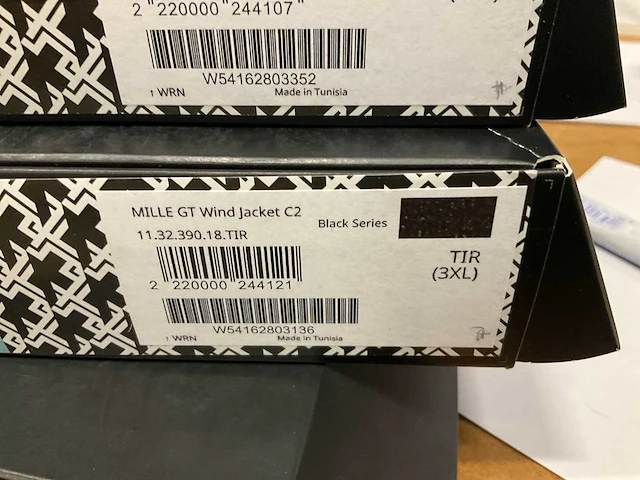 2 220000 244107
W54162803352
1 WRN Made in Tunisia
MILLE GT Wind Jacket C2
Black Series
11.32.390.18.TIR
TIR
(3XL)
2 220000 244121
W54162803136
1 WRN Made in Tunisia